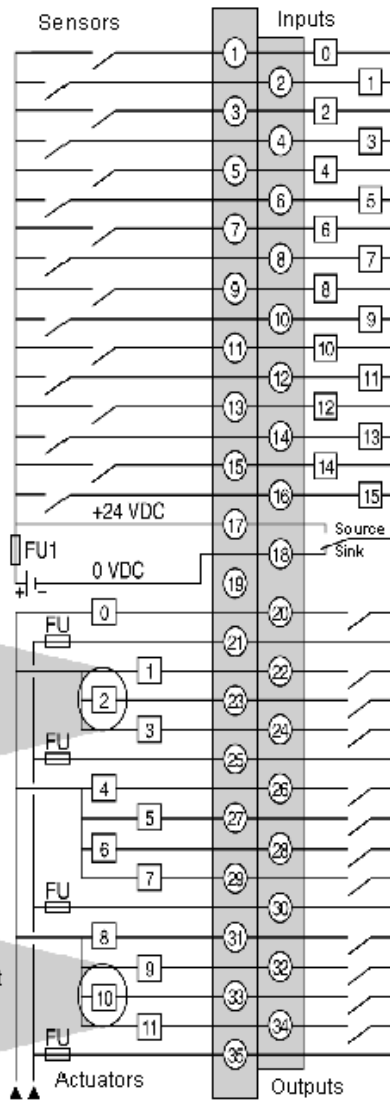 Sensors Inputs
1 0
2 1
3 2
4 3
5 4
6 5
7 6
8 7
9 8
10 9
11 10
12 11
13 12
14 13
15 14
16 15
+24 VDC 17 Source
FU1 18 Sink
+ - 0 VDC
19
0 20
FU 21
1 22
2 23
3 24
FU 25
4 26
5 27
6 28
7 29
FU 30
8 31
9 32
t
10 33
11 34
FU 35
Actuators Outputs